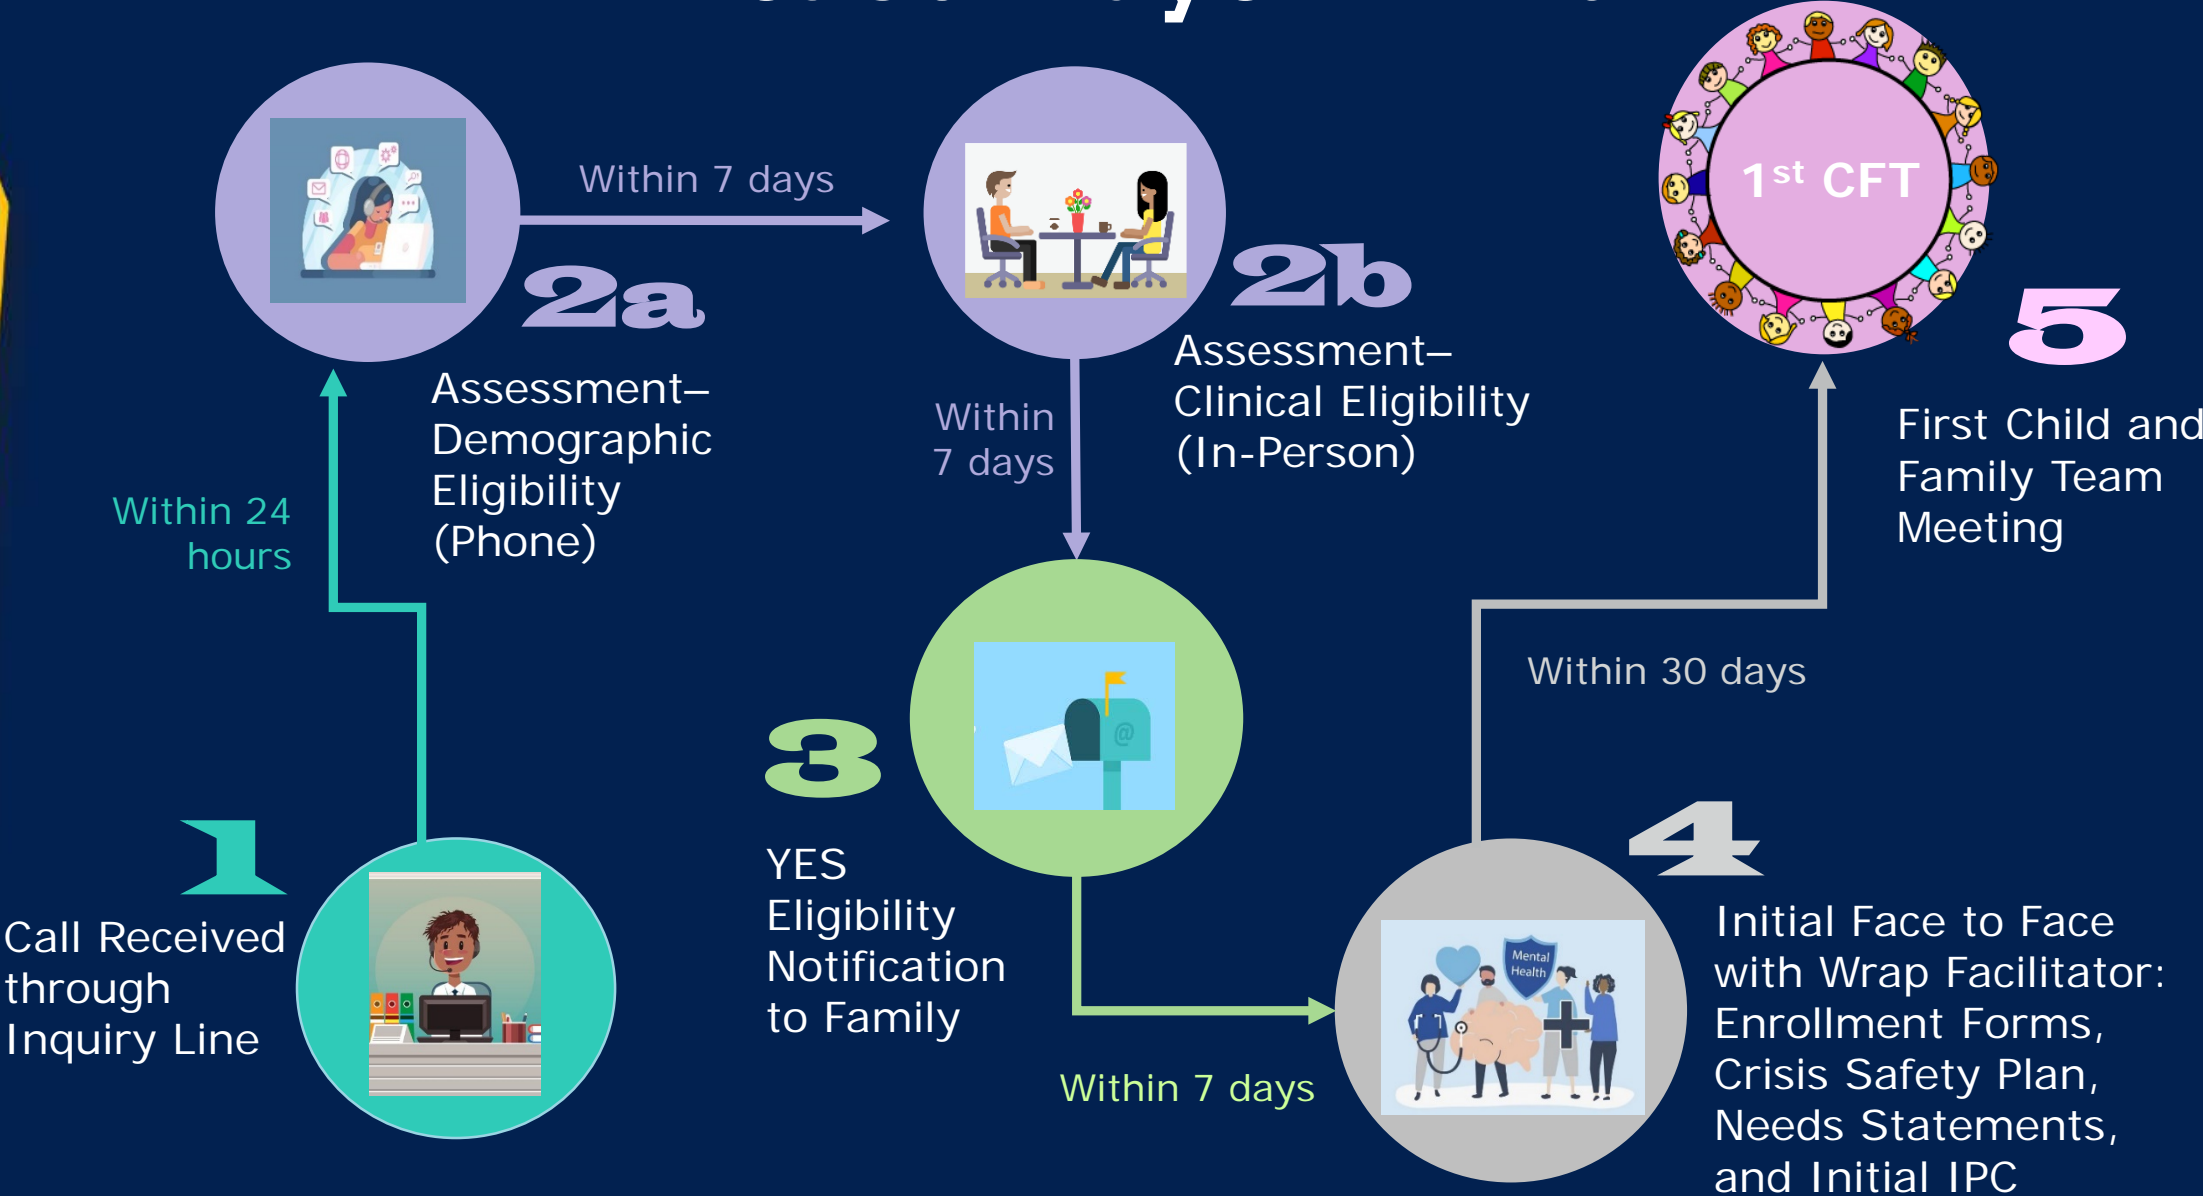 1
Call Received
through
Inquiry Line
Within 24
hours
2a
Assessment–
Demographic
Eligibility
(Phone)
Within 7 days
2b
Assessment–
Clinical Eligibility
(In-Person)
Within
7 days
3
YES
Eligibility
Notification
to Family
@
Within 7 days
4
Mental
Health
Initial Face to Face
with Wrap Facilitator:
Enrollment Forms,
Crisis Safety Plan,
Needs Statements,
and Initial IPC
Within 30 days
1st CFT
5
First Child and
Family Team
Meeting